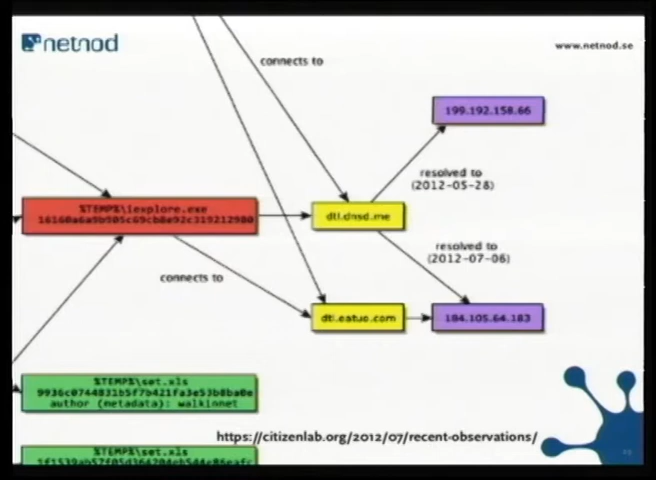 netnod
www.netnod.se
connects to
199.192.158.66
resolved to
(2012-05-28)
%TEMP%\iexplore.exe
dtl.dnsd.me
resolved to
(2012-07-06)
connects to
dtl.eatuo.com
184.105.64.183
%TEMP%\set.xls
author (metadata): walkinnet
https://citizenlab.org/2012/07/recent-observations/
%TEMP%\set.xls